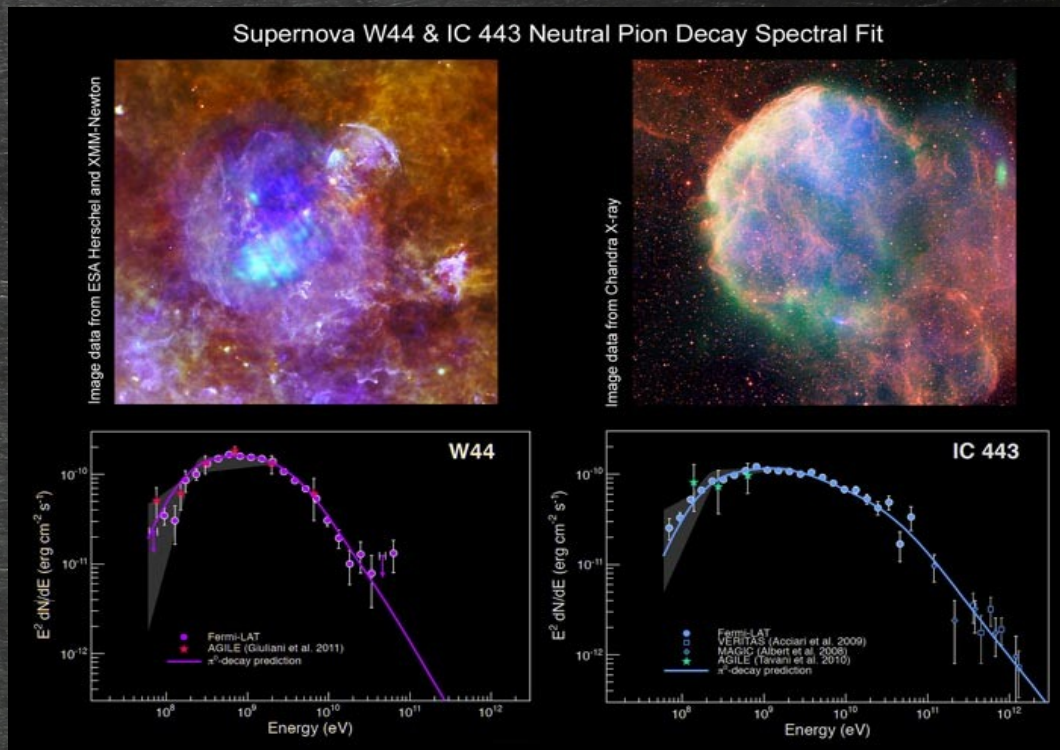 Supernova W44 & IC 443 Neutral Pion Decay Spectral Fit
Image data from ESA Herschel and XMM-Newton
Image data from Chandra X-ray
W44
E² dN/dE (erg cm⁻² s⁻¹)
10⁻¹⁰
10⁻¹¹
10⁻¹²
Fermi-LAT
AGILE (Giuliani et al. 2011)
π⁰-decay prediction
10⁸ 10⁹ 10¹⁰ 10¹¹ 10¹²
Energy (eV)
IC 443
E² dN/dE (erg cm⁻² s⁻¹)
10⁻¹⁰
10⁻¹¹
10⁻¹²
Fermi-LAT
VERITAS (Acciari et al. 2009)
MAGIC (Albert et al. 2008)
AGILE (Tavani et al. 2010)
π⁰-decay prediction
10⁸ 10⁹ 10¹⁰ 10¹¹ 10¹²
Energy (eV)